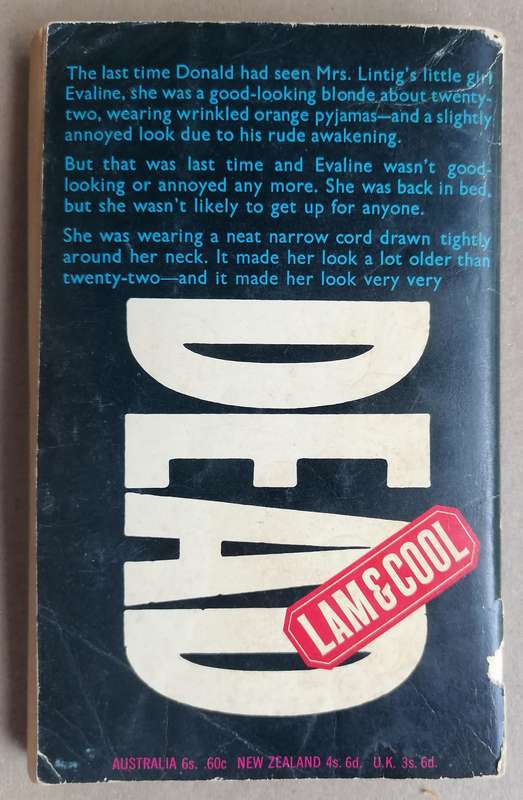 The last time Donald had seen Mrs. Lintig's little girl
Evaline, she was a good-looking blonde about twenty-
two, wearing wrinkled orange pyjamas—and a slightly
annoyed look due to his rude awakening.
But that was last time and Evaline wasn't good-
looking or annoyed any more. She was back in bed,
but she wasn't likely to get up for anyone.
She was wearing a neat narrow cord drawn tightly
around her neck. It made her look a lot older than
twenty-two—and it made her look very very
DEAD
LAM&COOL
AUSTRALIA 6s. .60c NEW ZEALAND 4s. 6d. U.K. 3s. 6d.